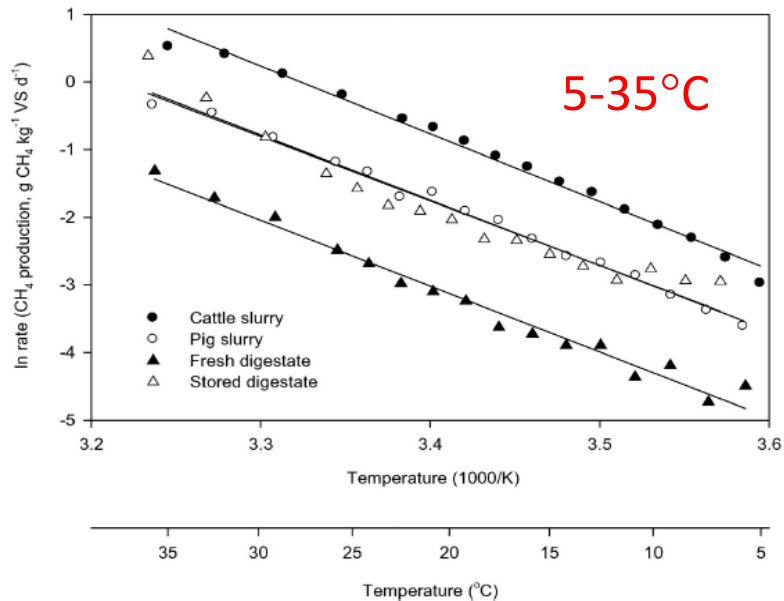 ln rate (CH₄ production, g CH₄ kg⁻¹ VS d⁻¹)
1
0
-1
-2
-3
-4
-5
5-35°C
Cattle slurry
Pig slurry
Fresh digestate
Stored digestate
3.2 3.3 3.4 3.5 3.6
Temperature (1000/K)
35 30 25 20 15 10 5
Temperature (°C)